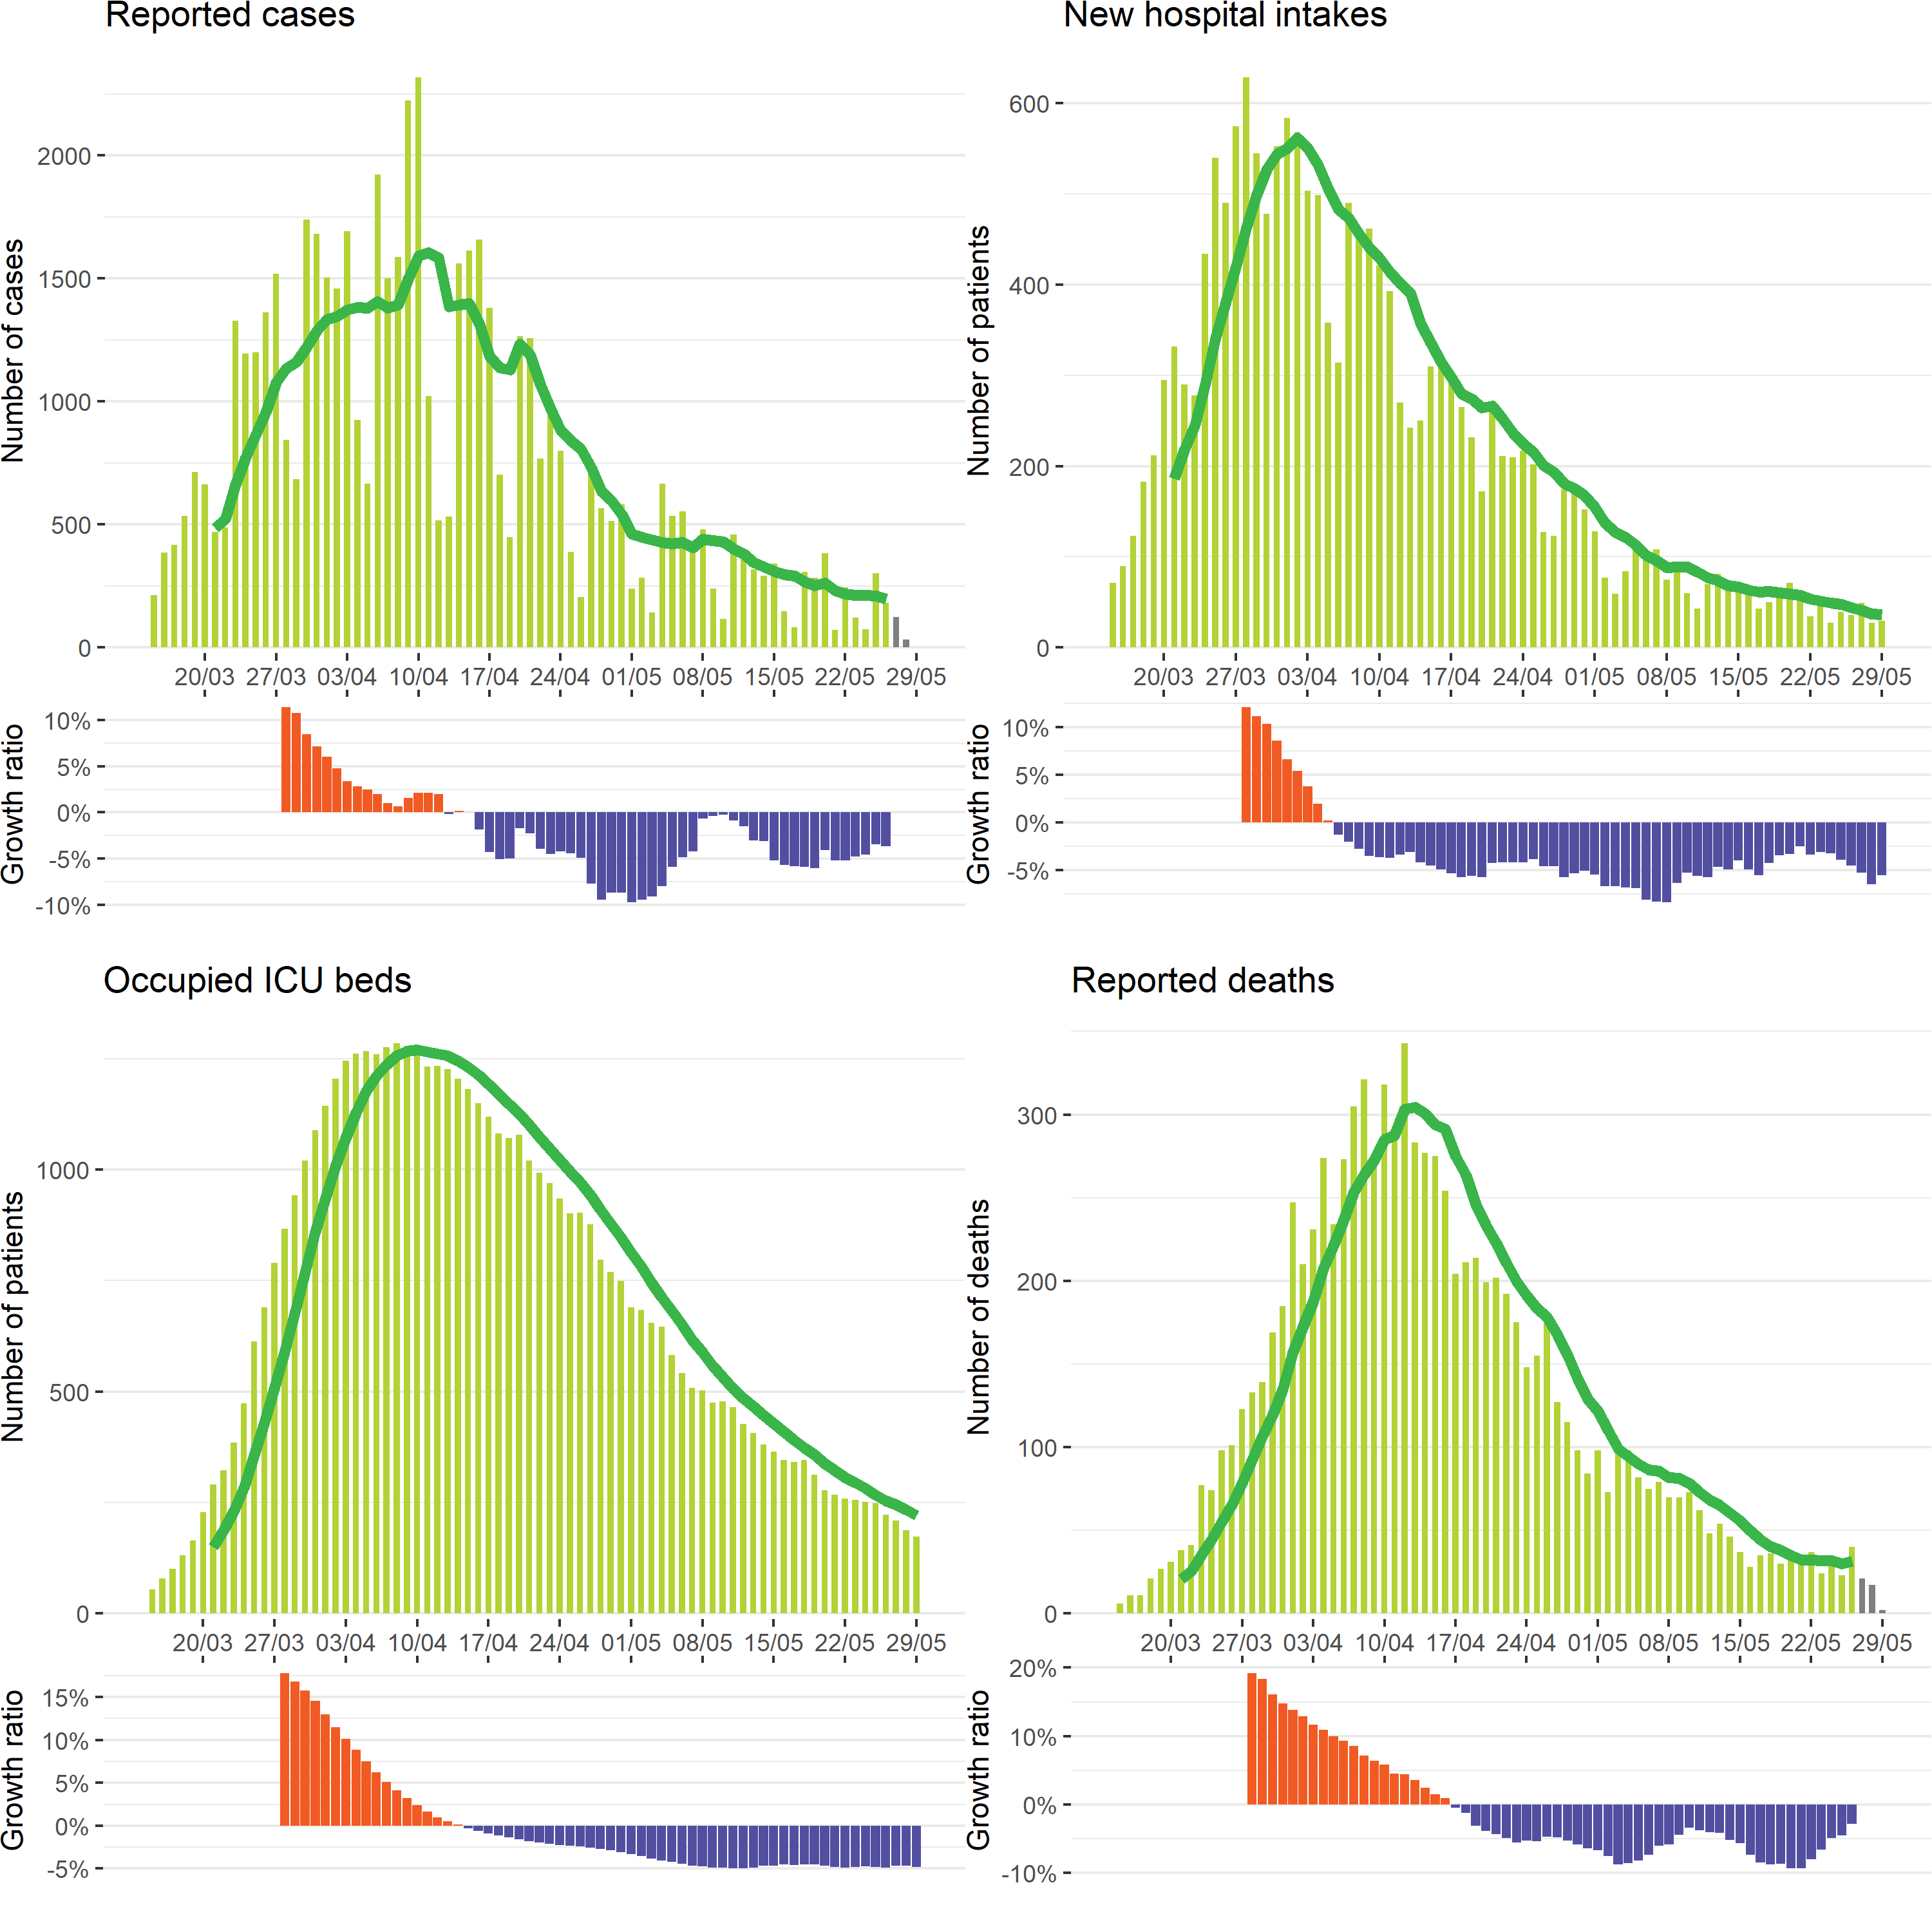 Reported cases
Number of cases
2000
1500
1000
500
0
20/03 27/03 03/04 10/04 17/04 24/04 01/05 08/05 15/05 22/05 29/05
Growth ratio
10%
5%
0%
-5%
-10%
New hospital intakes
Number of patients
600
400
200
0
20/03 27/03 03/04 10/04 17/04 24/04 01/05 08/05 15/05 22/05 29/05
Growth ratio
10%
5%
0%
-5%
Occupied ICU beds
Number of patients
1000
500
0
20/03 27/03 03/04 10/04 17/04 24/04 01/05 08/05 15/05 22/05 29/05
Growth ratio
15%
10%
5%
0%
-5%
Reported deaths
Number of deaths
300
200
100
0
20/03 27/03 03/04 10/04 17/04 24/04 01/05 08/05 15/05 22/05 29/05
Growth ratio
20%
10%
0%
-10%